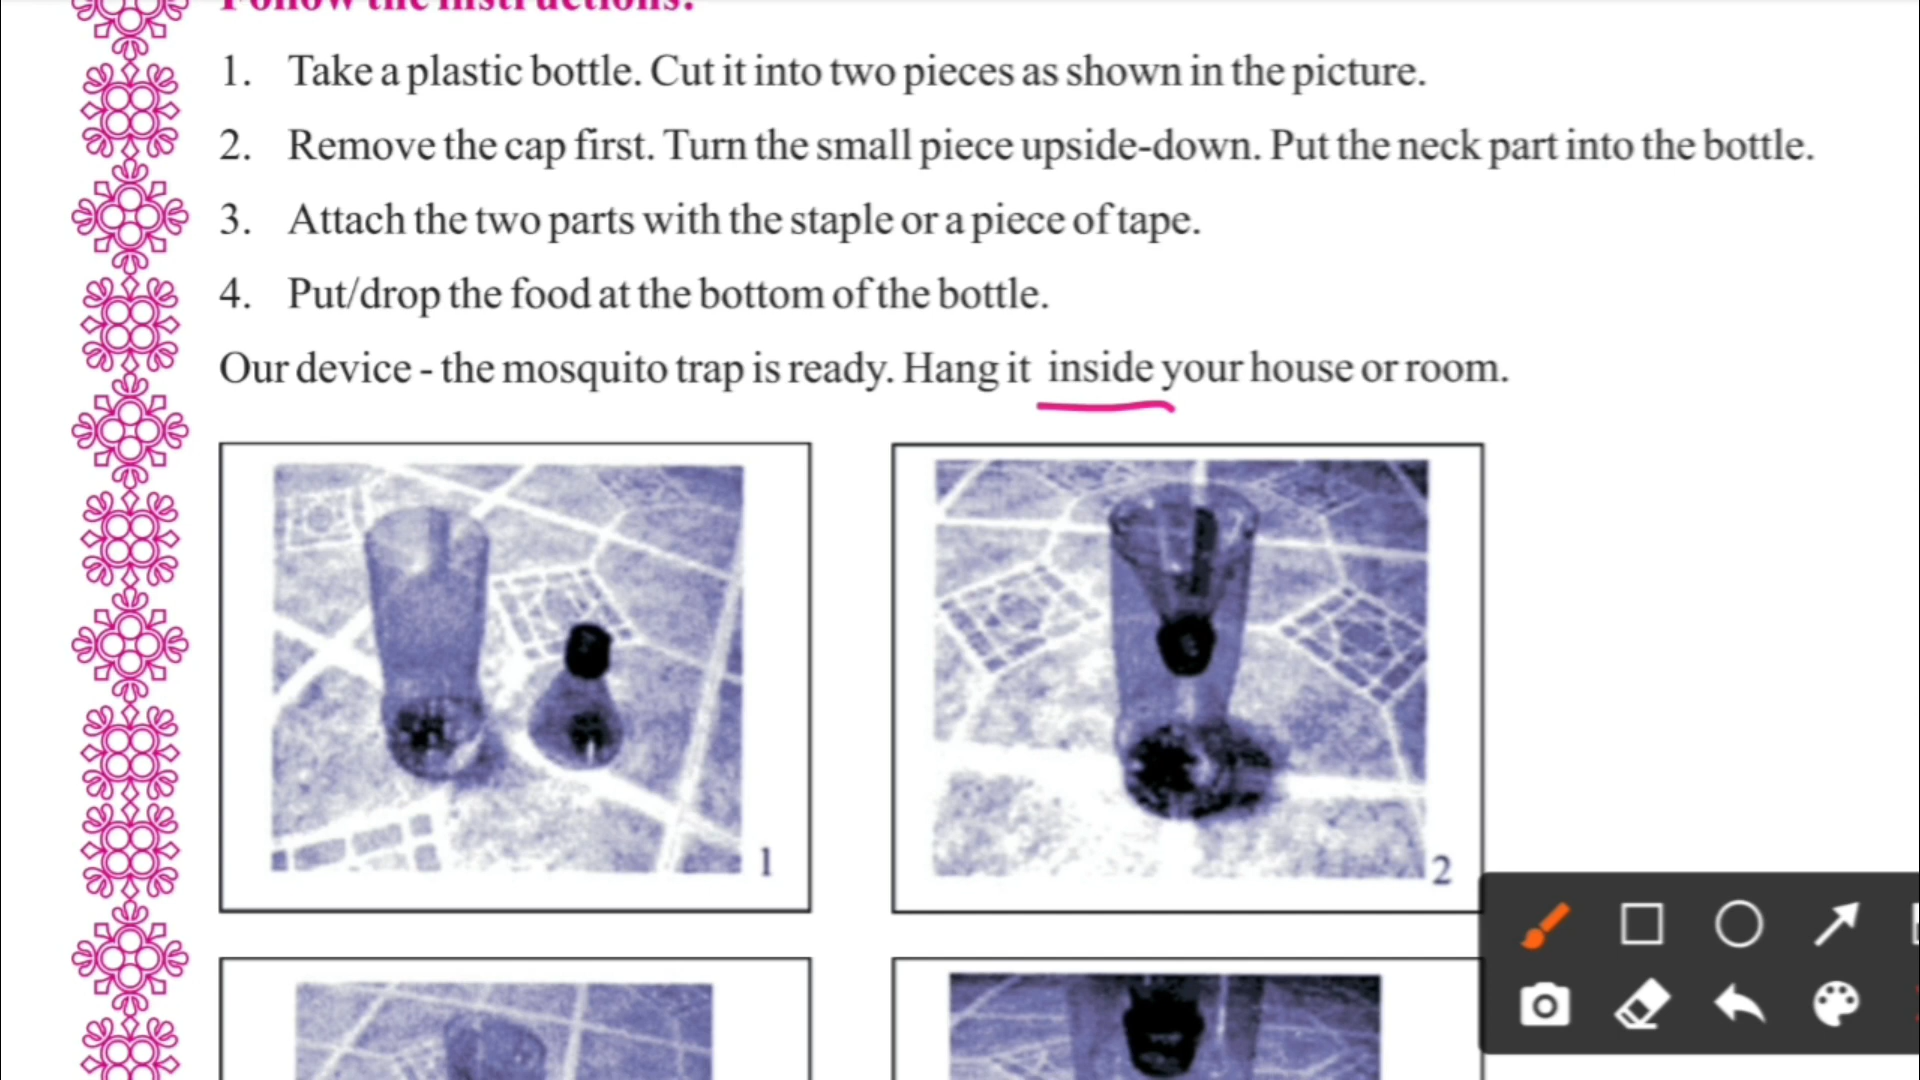 Follow the instructions:
1. Take a plastic bottle. Cut it into two pieces as shown in the picture.
2. Remove the cap first. Turn the small piece upside-down. Put the neck part into the bottle.
3. Attach the two parts with the staple or a piece of tape.
4. Put/drop the food at the bottom of the bottle.
Our device - the mosquito trap is ready. Hang it inside your house or room.
1
2